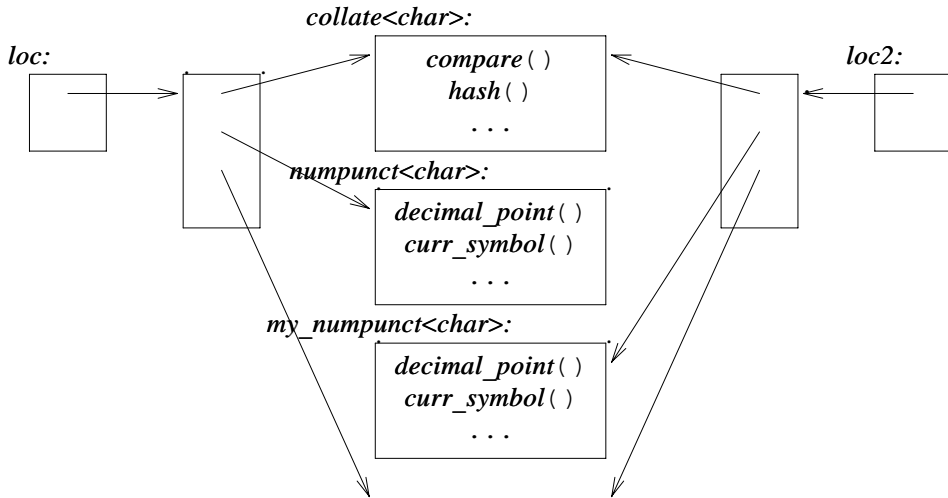 collate<char>:
loc:
loc2:
compare()
hash()
...
numpunct<char>:
decimal_point()
curr_symbol()
...
my_numpunct<char>:
decimal_point()
curr_symbol()
...